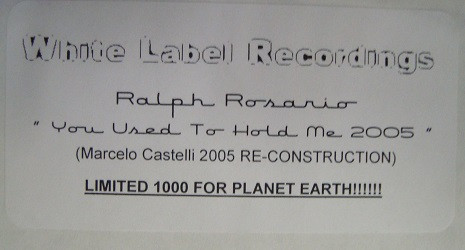 White Label Recordings
Ralph Rosario
" You Used To Hold Me 2005 "
(Marcelo Castelli 2005 RE-CONSTRUCTION)
LIMITED 1000 FOR PLANET EARTH!!!!!!